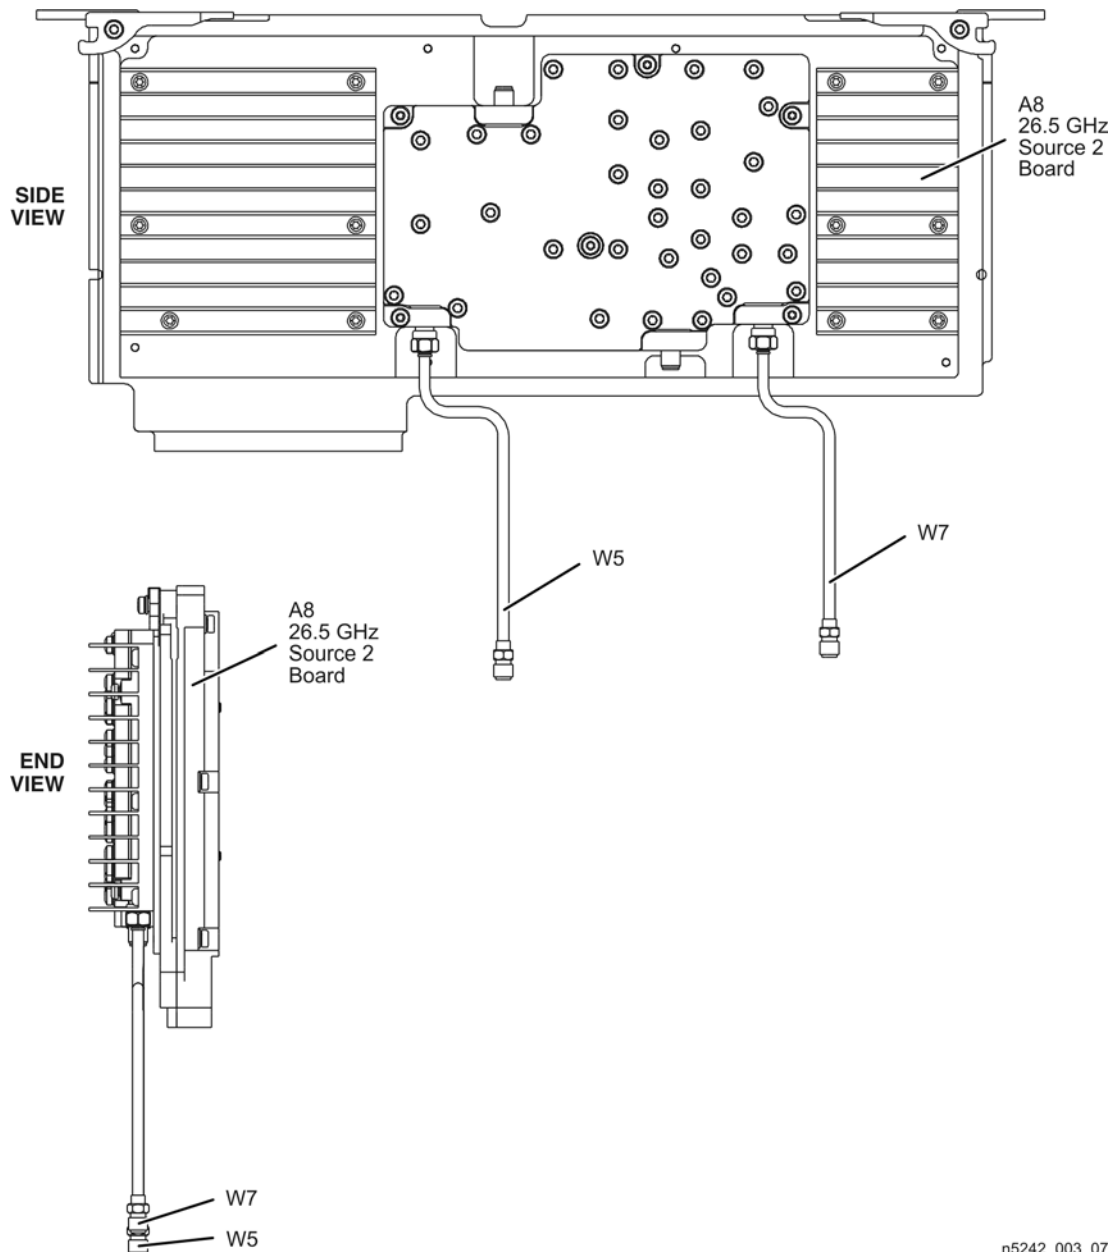 SIDE
VIEW
A8
26.5 GHz
Source 2
Board
W5
W7
A8
26.5 GHz
Source 2
Board
END
VIEW
W7
W5
n5242_003_07